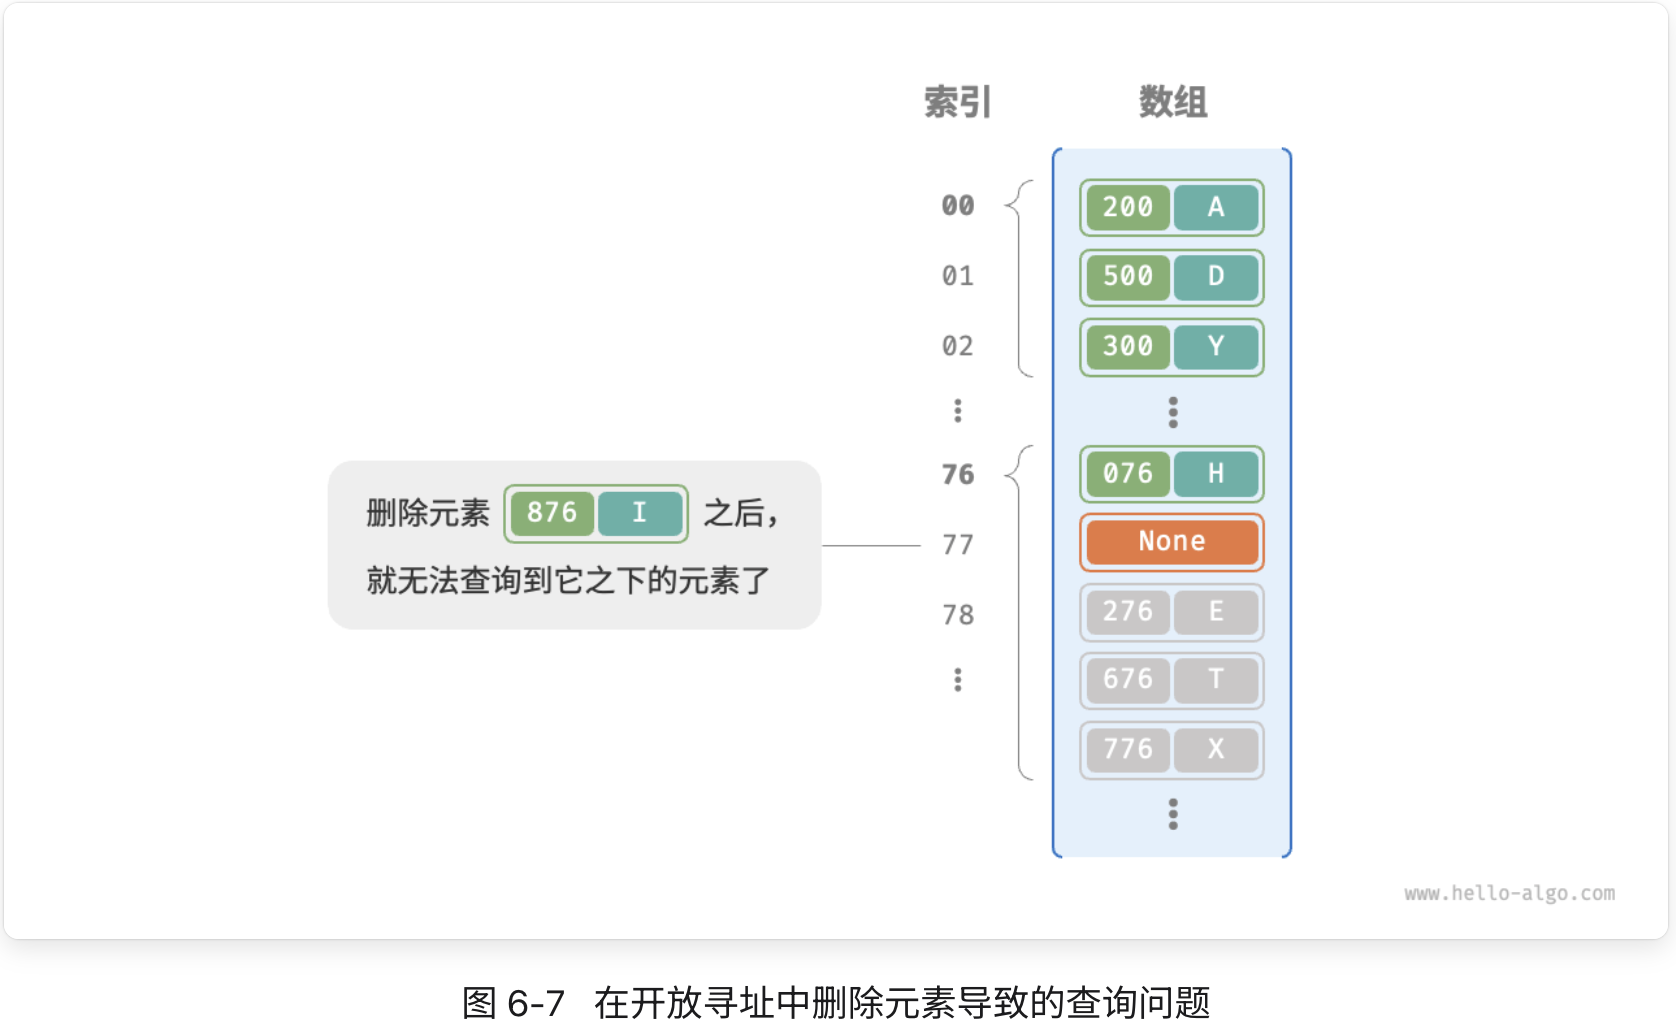 索引 数组
00 200 A
01 500 D
02 300 Y
76 076 H
删除元素 876 I 之后，
77 None
就无法查询到它之下的元素了
78 276 E
676 T
776 X
www.hello-algo.com
图 6-7 在开放寻址中删除元素导致的查询问题